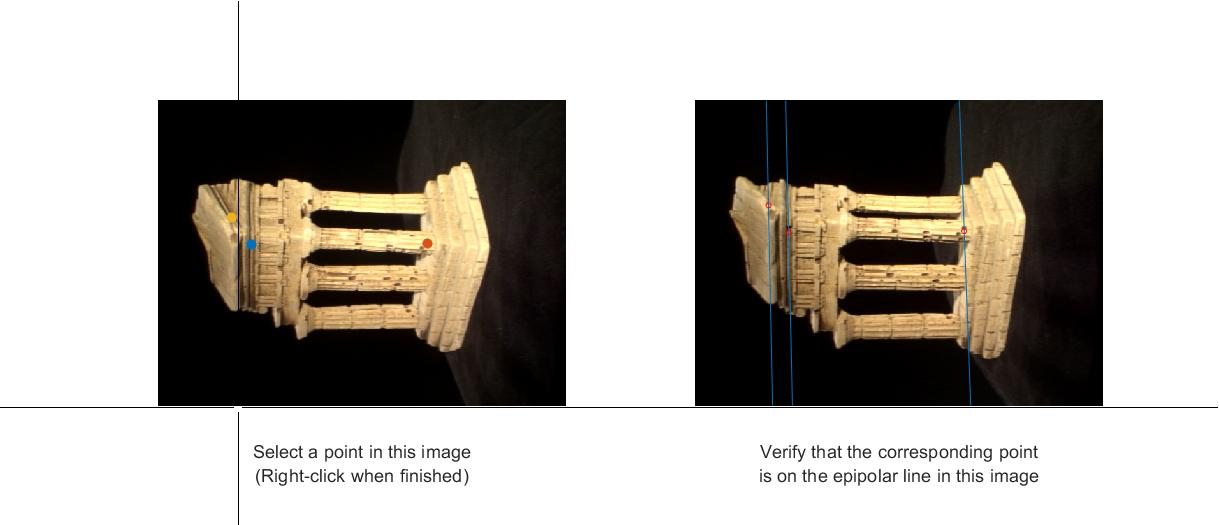 Select a point in this image
(Right-click when finished)
Verify that the corresponding point
is on the epipolar line in this image